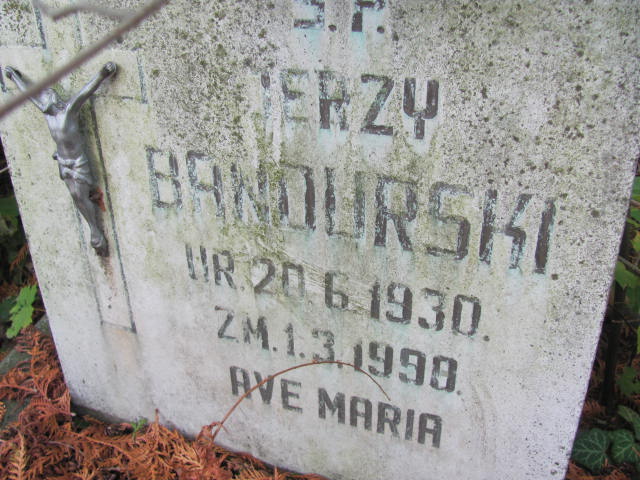 Ś.P.
JERZY
BANDURSKI
UR. 20.6.1930.
ZM.1.3.1998.
AVE MARIA